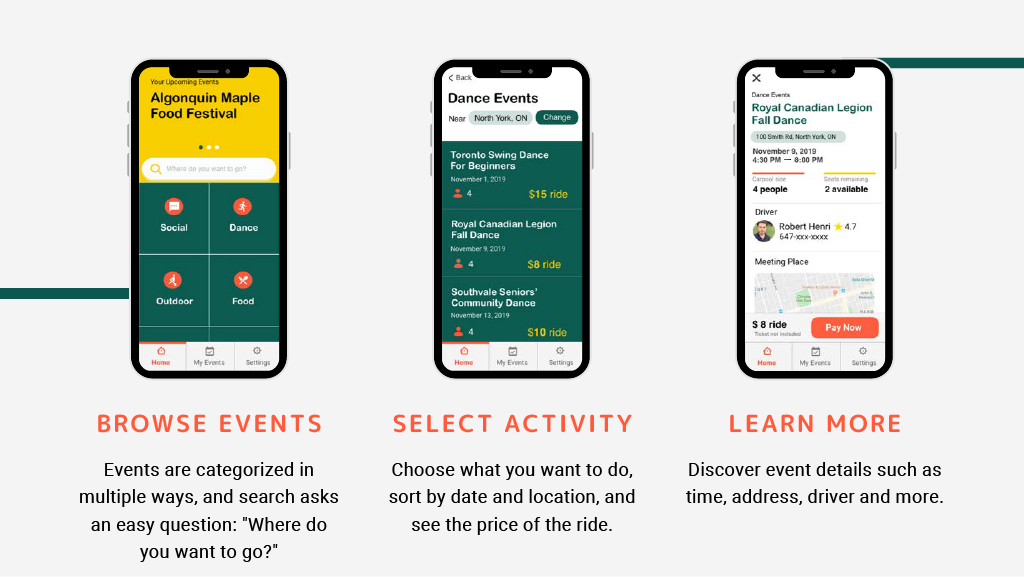 Your Upcoming Events
Algonquin Maple
Food Festival
Where do you want to go?
Social
Dance
Outdoor
Food
Home
My Events
Settings
Back
Dance Events
Near
North York, ON
Change
Toronto Swing Dance
For Beginners
November 1, 2019
4
$15 ride
Royal Canadian Legion
Fall Dance
November 9, 2019
4
$8 ride
Southvale Seniors'
Community Dance
November 13, 2019
4
$10 ride
Home
My Events
Settings
Dance Events
Royal Canadian Legion
Fall Dance
100 Smith Rd, North York, ON
November 9, 2019
4:30 PM — 8:00 PM
Carpool size
4 people
Seats remaining
2 available
Driver
Robert Henri
4.7
647-xxx-xxxx
Meeting Place
$ 8 ride
Ticket not included
Pay Now
Home
My Events
Settings
BROWSE EVENTS
Events are categorized in
multiple ways, and search asks
an easy question: "Where do
you want to go?"
SELECT ACTIVITY
Choose what you want to do,
sort by date and location, and
see the price of the ride.
LEARN MORE
Discover event details such as
time, address, driver and more.